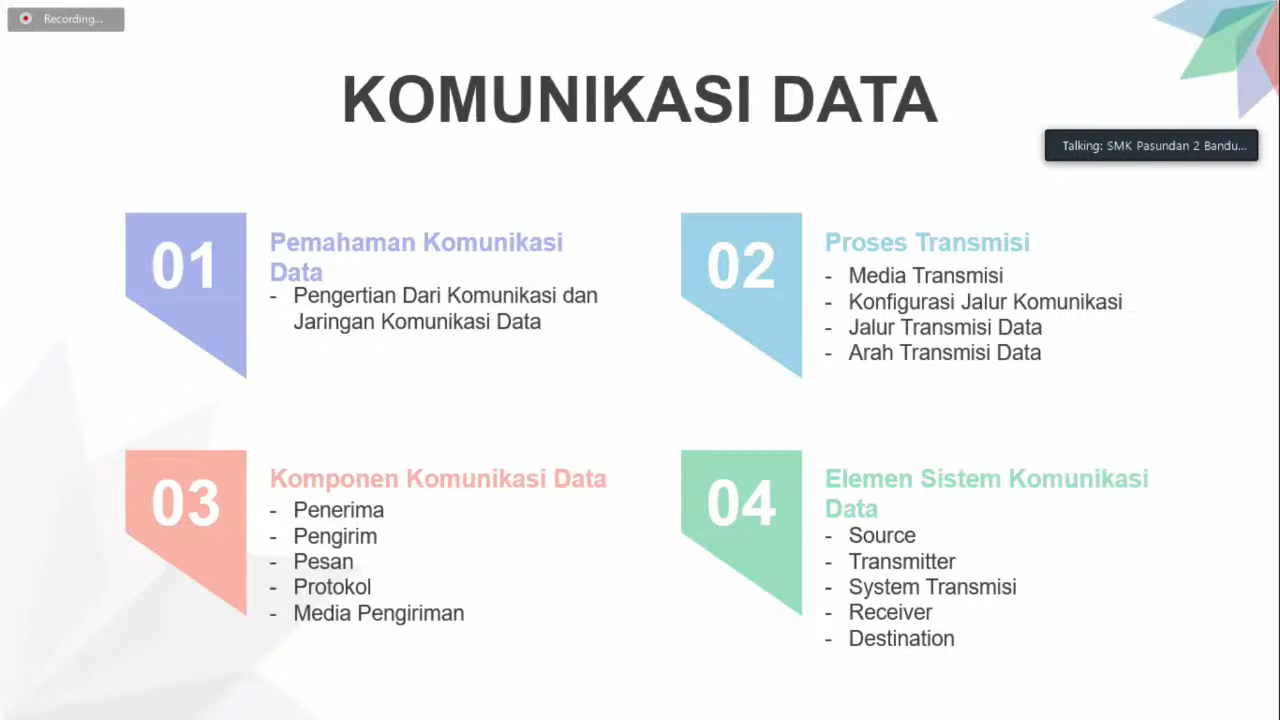 Recording...
KOMUNIKASI DATA
Talking: SMK Pasundan 2 Bandu...
01
Pemahaman Komunikasi
Data
- Pengertian Dari Komunikasi dan
Jaringan Komunikasi Data
02
Proses Transmisi
- Media Transmisi
- Konfigurasi Jalur Komunikasi
- Jalur Transmisi Data
- Arah Transmisi Data
03
Komponen Komunikasi Data
- Penerima
- Pengirim
- Pesan
- Protokol
- Media Pengiriman
04
Elemen Sistem Komunikasi
Data
- Source
- Transmitter
- System Transmisi
- Receiver
- Destination